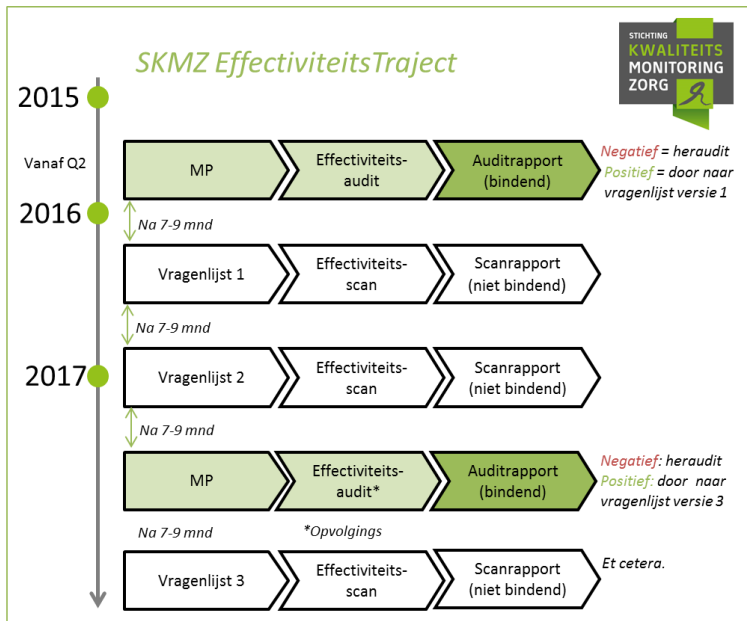 SKMZ EffectiviteitsTraject
STICHTING
KWALITEITS
MONITORING
ZORG
2015
Vanaf Q2
MP
Effectiviteits-
audit
Auditrapport
(bindend)
Negatief = heraudit
Positief = door naar
vragenlijst versie 1
2016
Na 7-9 mnd
Vragenlijst 1
Effectiviteits-
scan
Scanrapport
(niet bindend)
Na 7-9 mnd
2017
Vragenlijst 2
Effectiviteits-
scan
Scanrapport
(niet bindend)
Na 7-9 mnd
MP
Effectiviteits-
audit*
Auditrapport
(bindend)
Negatief: heraudit
Positief: door naar
vragenlijst versie 3
Na 7-9 mnd
*Opvolgings
Vragenlijst 3
Effectiviteits-
scan
Scanrapport
(niet bindend)
Et cetera.